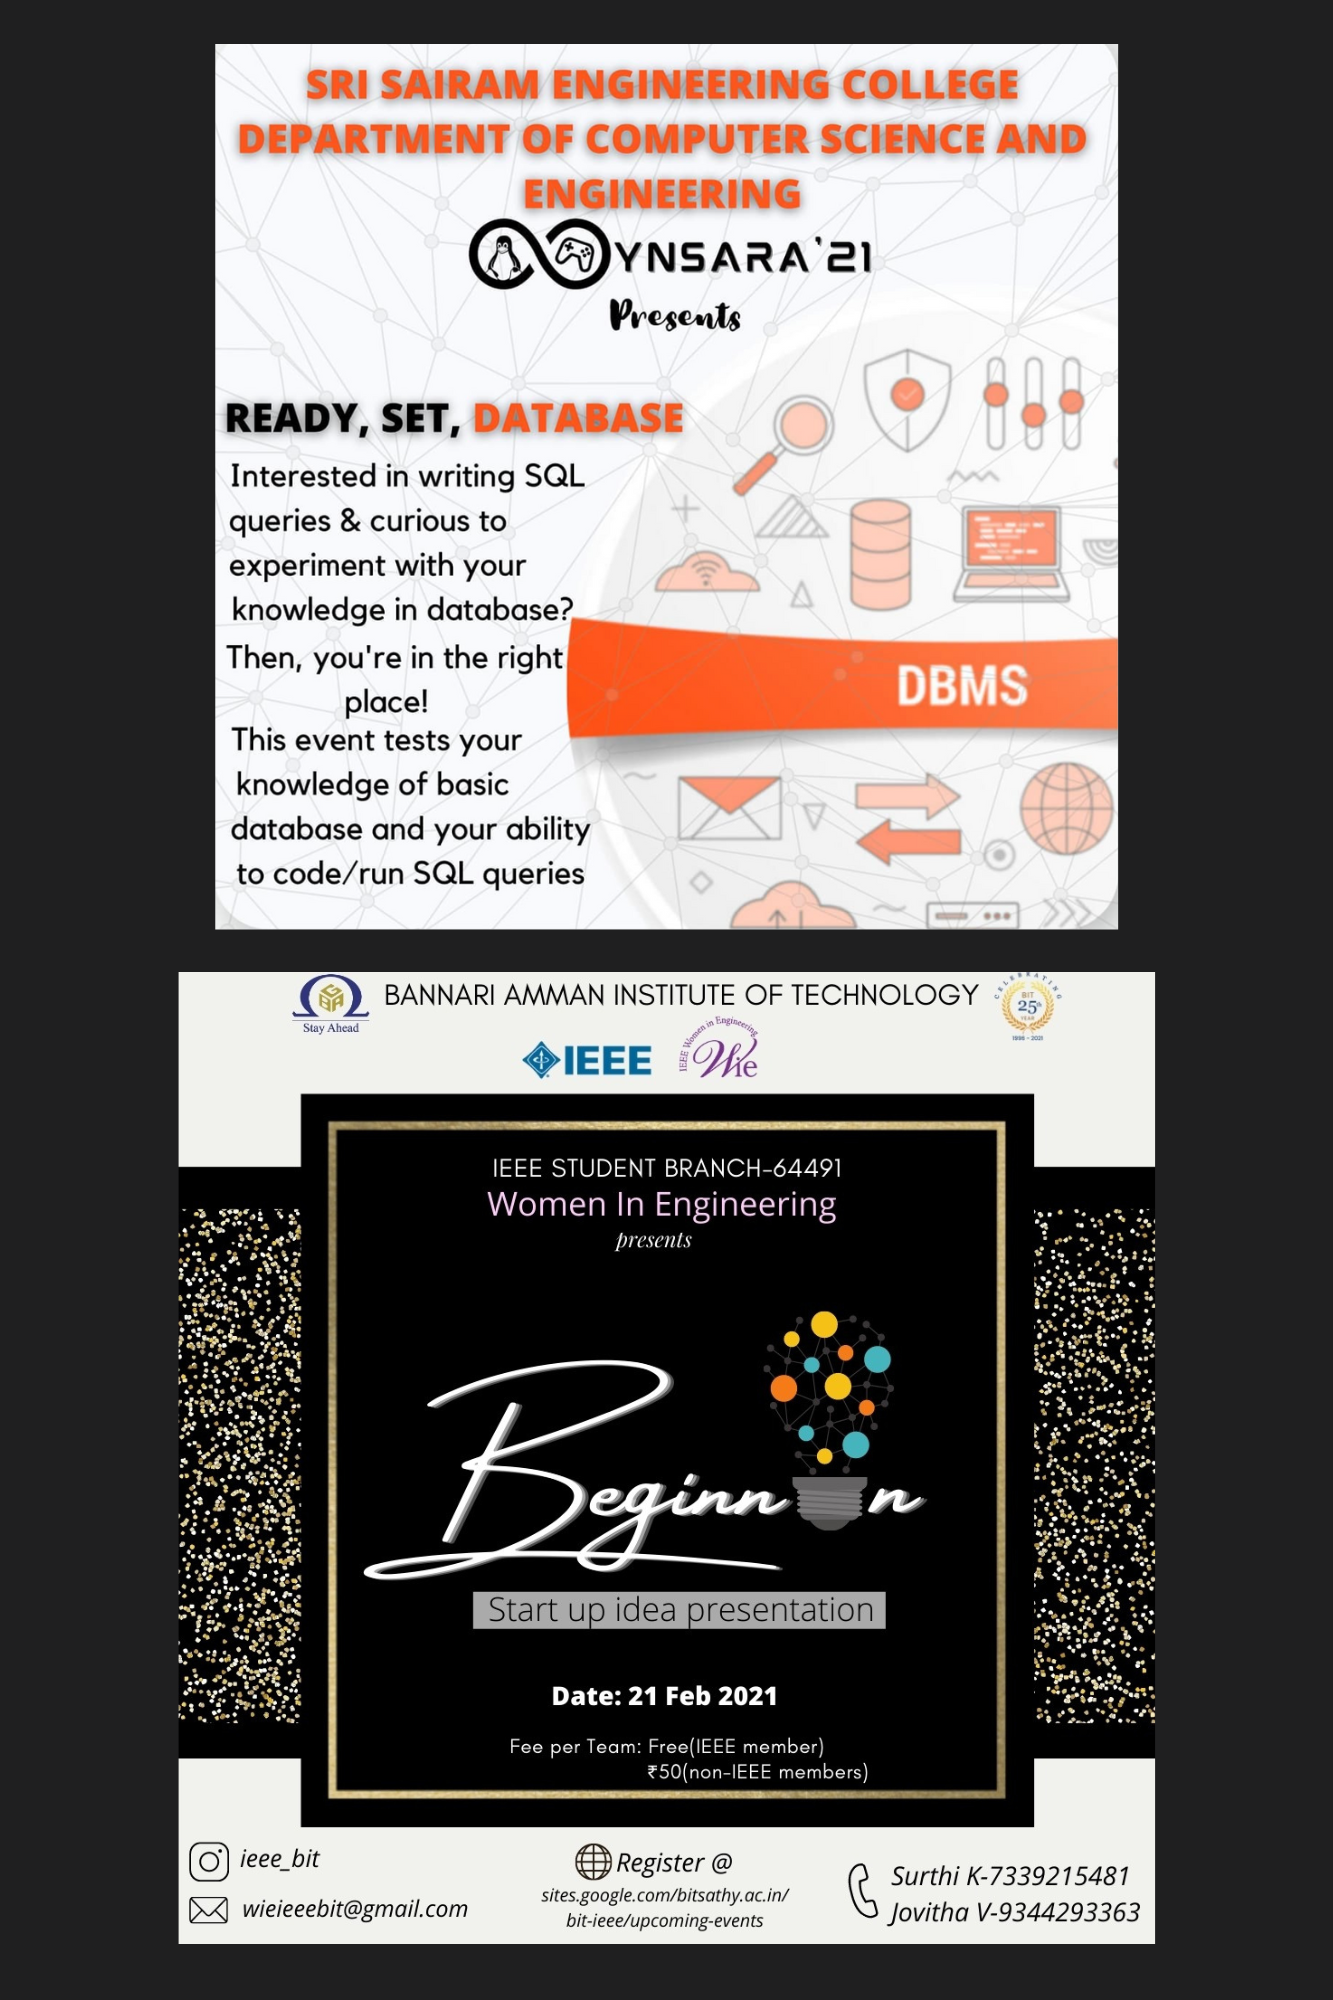 SRI SAIRAM ENGINEERING COLLEGE
DEPARTMENT OF COMPUTER SCIENCE AND
ENGINEERING
YNSARA'21
Presents
READY, SET, DATABASE
Interested in writing SQL
queries & curious to
experiment with your
knowledge in database?
Then, you're in the right
place!
This event tests your
knowledge of basic
database and your ability
to code/run SQL queries
DBMS
BANNARI AMMAN INSTITUTE OF TECHNOLOGY
Stay Ahead
CELEBRATING
BIT
25th
YEAR
1996 - 2021
IEEE
IEEE Women in Engineering
Wie
IEEE STUDENT BRANCH-64491
Women In Engineering
presents
Beginn n
Start up idea presentation
Date: 21 Feb 2021
Fee per Team: Free(IEEE member)
₹50(non-IEEE members)
ieee_bit
wieieeebit@gmail.com
Register @
sites.google.com/bitsathy.ac.in/
bit-ieee/upcoming-events
Surthi K-7339215481
Jovitha V-9344293363